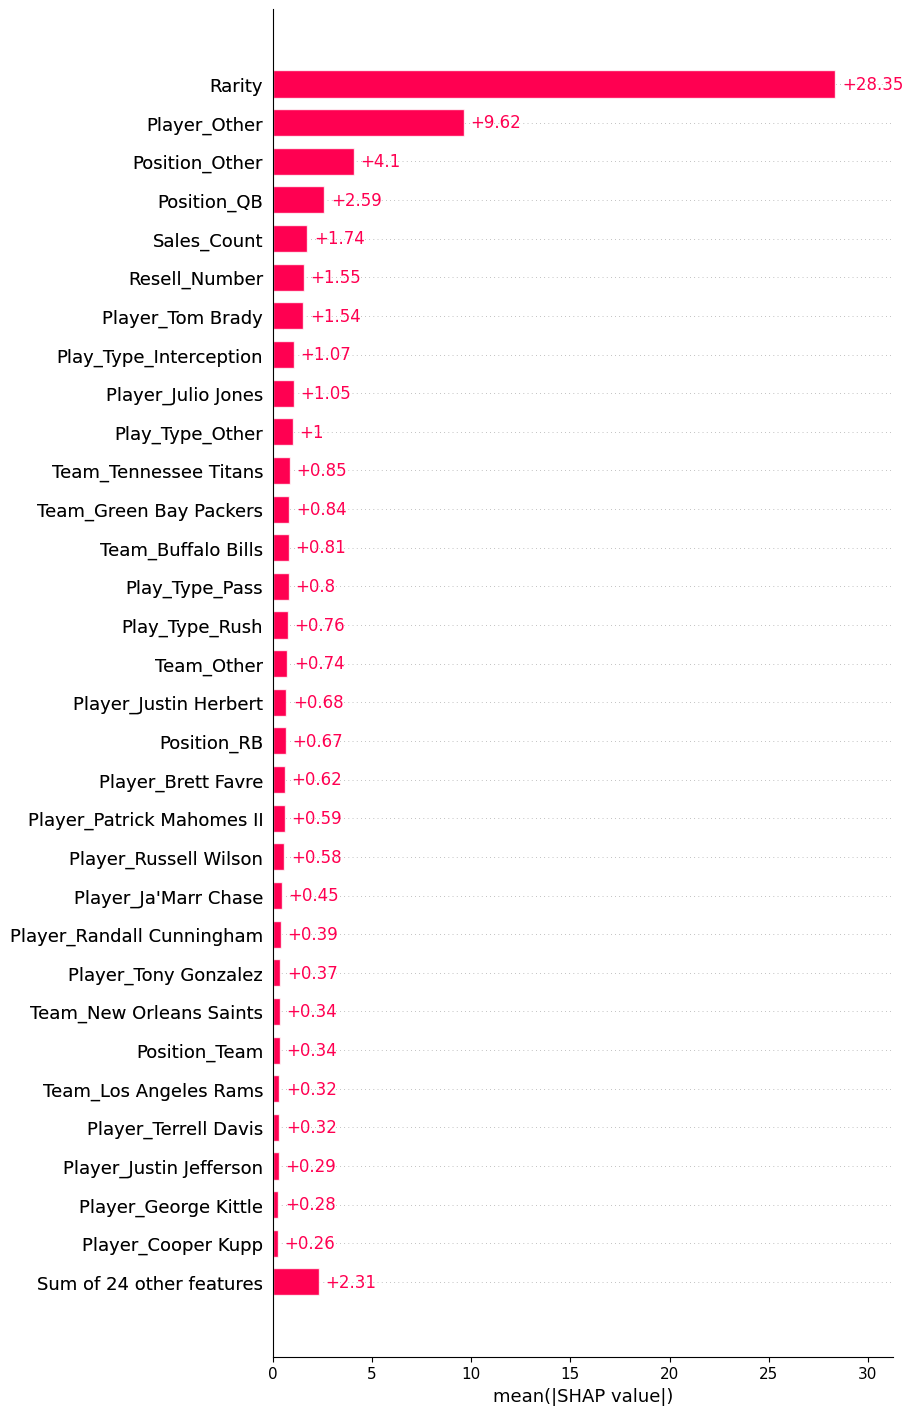 Rarity +28.35
Player_Other +9.62
Position_Other +4.1
Position_QB +2.59
Sales_Count +1.74
Resell_Number +1.55
Player_Tom Brady +1.54
Play_Type_Interception +1.07
Player_Julio Jones +1.05
Play_Type_Other +1
Team_Tennessee Titans +0.85
Team_Green Bay Packers +0.84
Team_Buffalo Bills +0.81
Play_Type_Pass +0.8
Play_Type_Rush +0.76
Team_Other +0.74
Player_Justin Herbert +0.68
Position_RB +0.67
Player_Brett Favre +0.62
Player_Patrick Mahomes II +0.59
Player_Russell Wilson +0.58
Player_Ja'Marr Chase +0.45
Player_Randall Cunningham +0.39
Player_Tony Gonzalez +0.37
Team_New Orleans Saints +0.34
Position_Team +0.34
Team_Los Angeles Rams +0.32
Player_Terrell Davis +0.32
Player_Justin Jefferson +0.29
Player_George Kittle +0.28
Player_Cooper Kupp +0.26
Sum of 24 other features +2.31
0 5 10 15 20 25 30
mean(|SHAP value|)